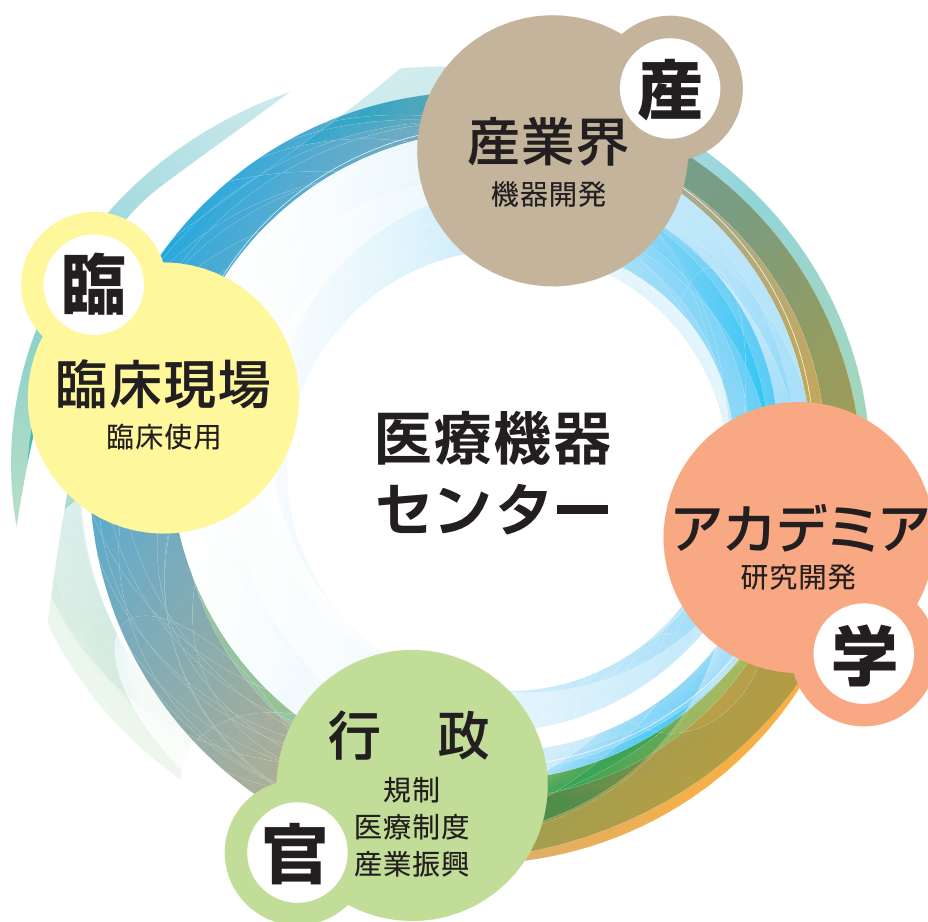 産
産業界
機器開発
臨
臨床現場
臨床使用
医療機器
センター
アカデミア
研究開発
学
行　政
規制
医療制度
産業振興
官